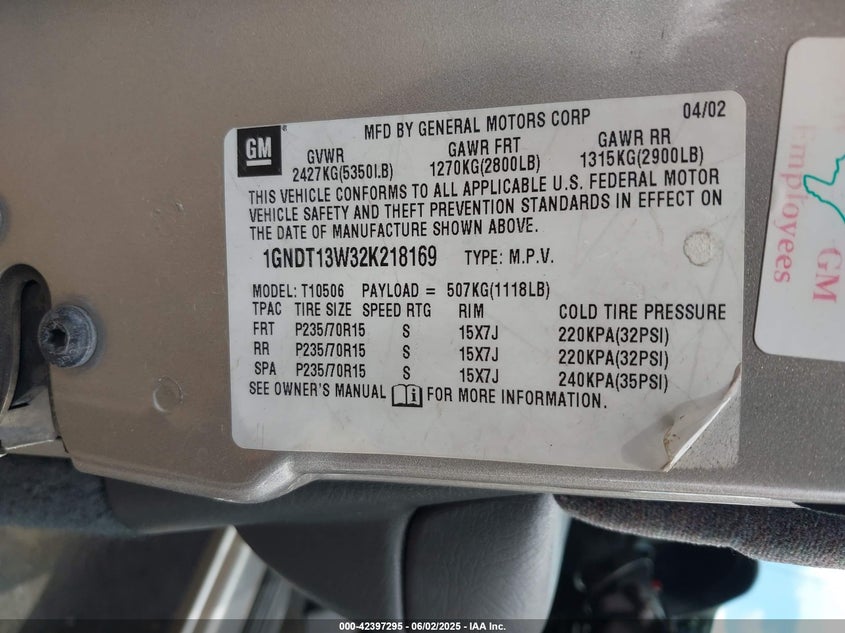 GM
MFD BY GENERAL MOTORS CORP 04/02
GVWR GAWR FRT GAWR RR
2427KG(5350LB) 1270KG(2800LB) 1315KG(2900LB)
THIS VEHICLE CONFORMS TO ALL APPLICABLE U.S. FEDERAL MOTOR
VEHICLE SAFETY AND THEFT PREVENTION STANDARDS IN EFFECT ON
THE DATE OF MANUFACTURE SHOWN ABOVE.
1GNDT13W32K218169 TYPE: M.P.V.
MODEL: T10506 PAYLOAD = 507KG(1118LB)
TPAC TIRE SIZE SPEED RTG RIM COLD TIRE PRESSURE
FRT P235/70R15 S 15X7J 220KPA(32PSI)
RR P235/70R15 S 15X7J 220KPA(32PSI)
SPA P235/70R15 S 15X7J 240KPA(35PSI)
SEE OWNER'S MANUAL FOR MORE INFORMATION.
Employees
GM
000-42397295 - 06/02/2025 - IAA Inc.